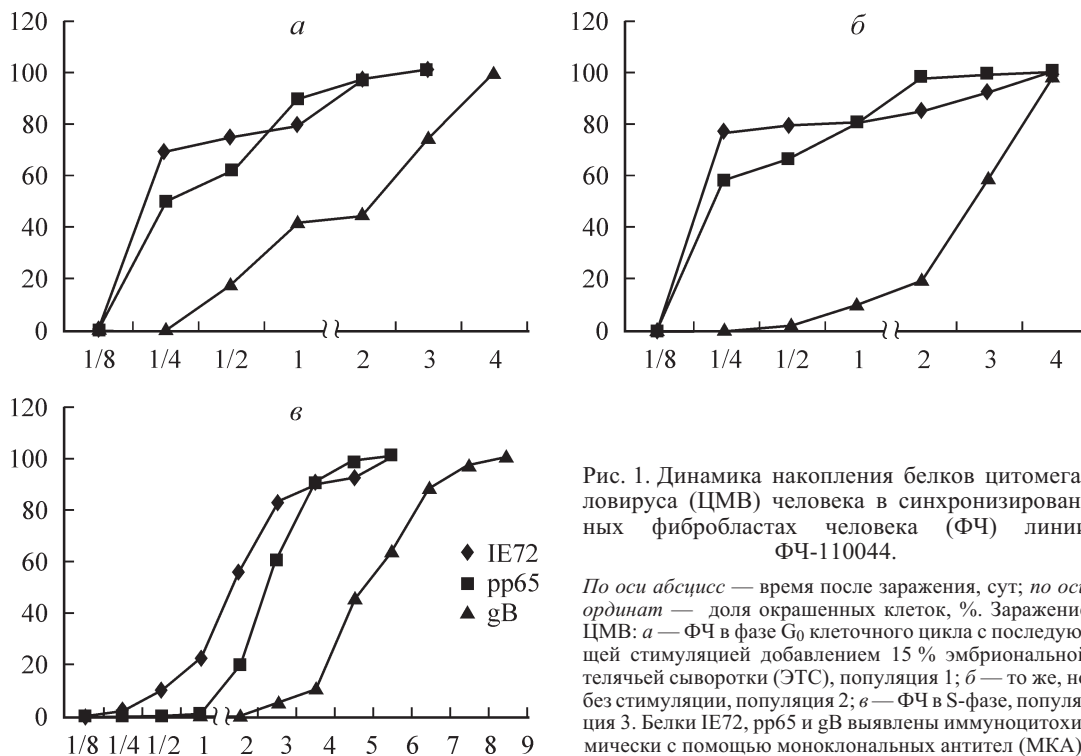 а
120
100
80
60
40
20
0
1/8 1/4 1/2 1 2 3 4
б
120
100
80
60
40
20
0
1/8 1/4 1/2 1 2 3 4
в
120
100
80
60
40
20
0
1/8 1/4 1/2 1 2 3 4 5 6 7 8 9
IE72
pp65
gB
Рис. 1. Динамика накопления белков цитомега-
ловируса (ЦМВ) человека в синхронизирован
ных фибробластах человека (ФЧ) линии
ФЧ-110044.
По оси абсцисс — время после заражения, сут; по оси
ординат — доля окрашенных клеток, %. Заражение
ЦМВ: а — ФЧ в фазе G0 клеточного цикла с последую-
щей стимуляцией добавлением 15 % эмбриональной
телячьей сыворотки (ЭТС), популяция 1; б — то же, но
без стимуляции, популяция 2; в — ФЧ в S-фазе, популя
ция 3. Белки IE72, pp65 и gB выявлены иммуноцитохи-
мически с помощью моноклональных антител (МКА)